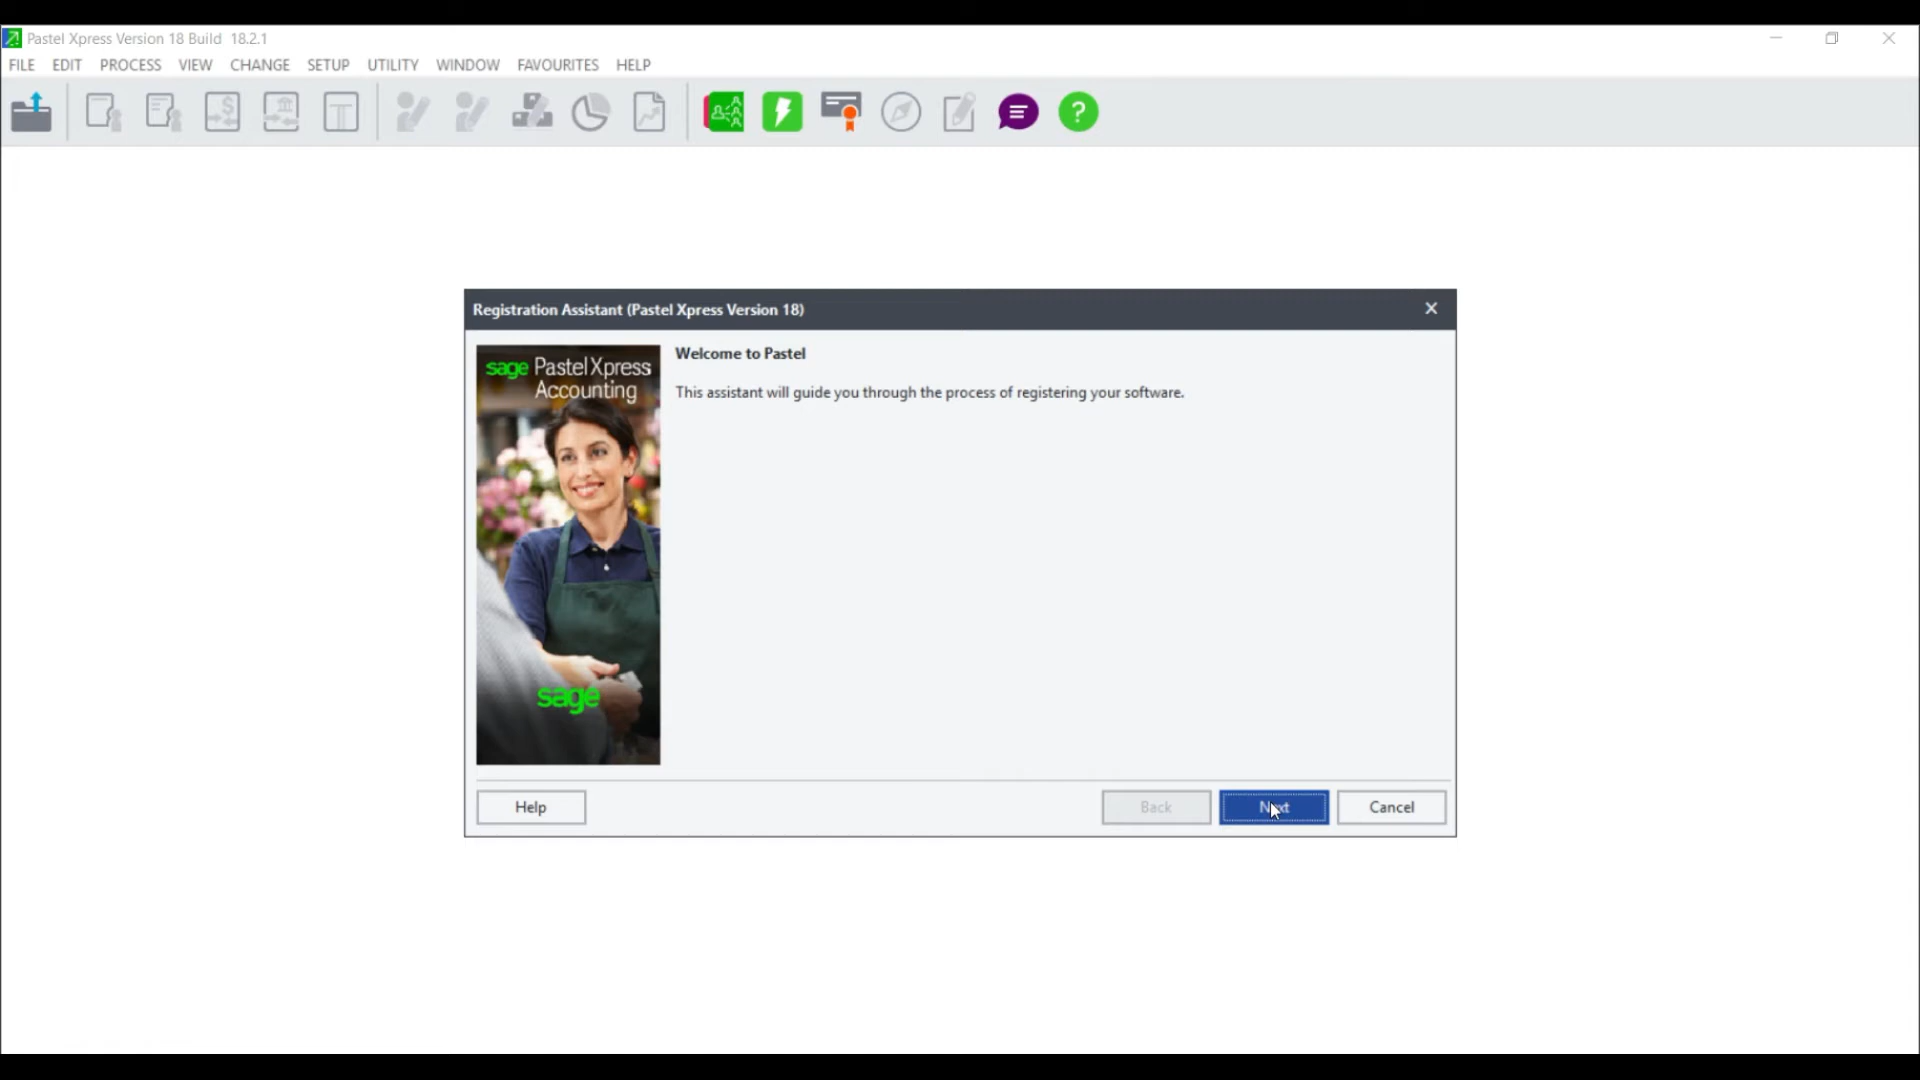 Pastel Xpress Version 18 Build 18.2.1
FILE EDIT PROCESS VIEW CHANGE SETUP UTILITY WINDOW FAVOURITES HELP
Registration Assistant (Pastel Xpress Version 18)
sage Pastel Xpress
Accounting
sage
Welcome to Pastel
This assistant will guide you through the process of registering your software.
Help
Back
Next
Cancel